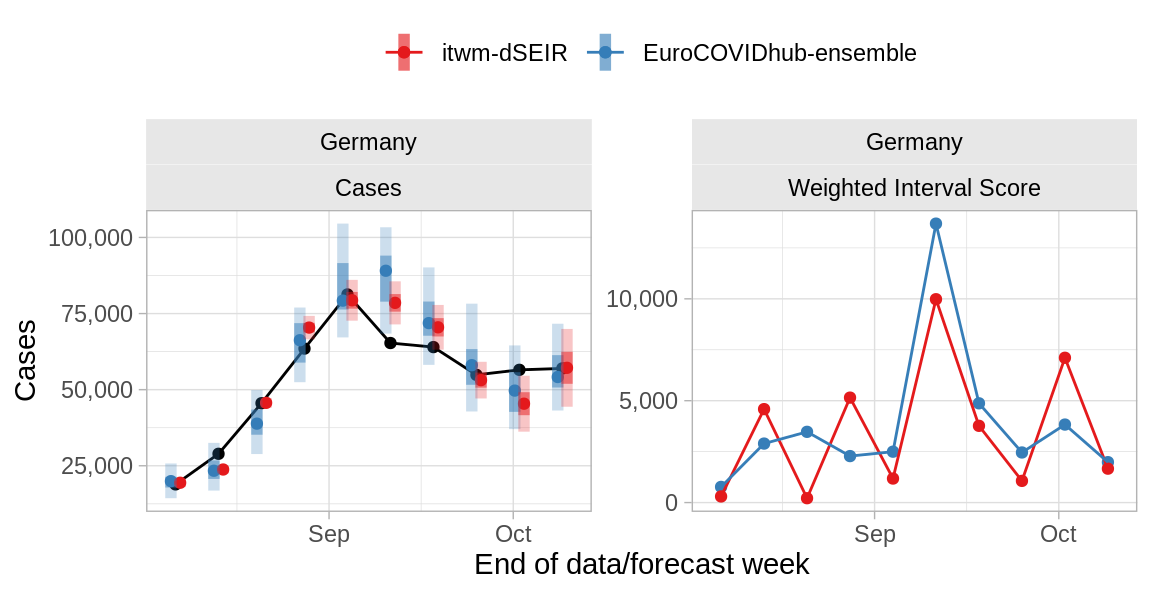 itwm-dSEIR EuroCOVIDhub-ensemble
Germany Germany
Cases Weighted Interval Score
Cases
100,000
75,000
50,000
25,000
10,000
5,000
0
Sep Oct Sep Oct
End of data/forecast week